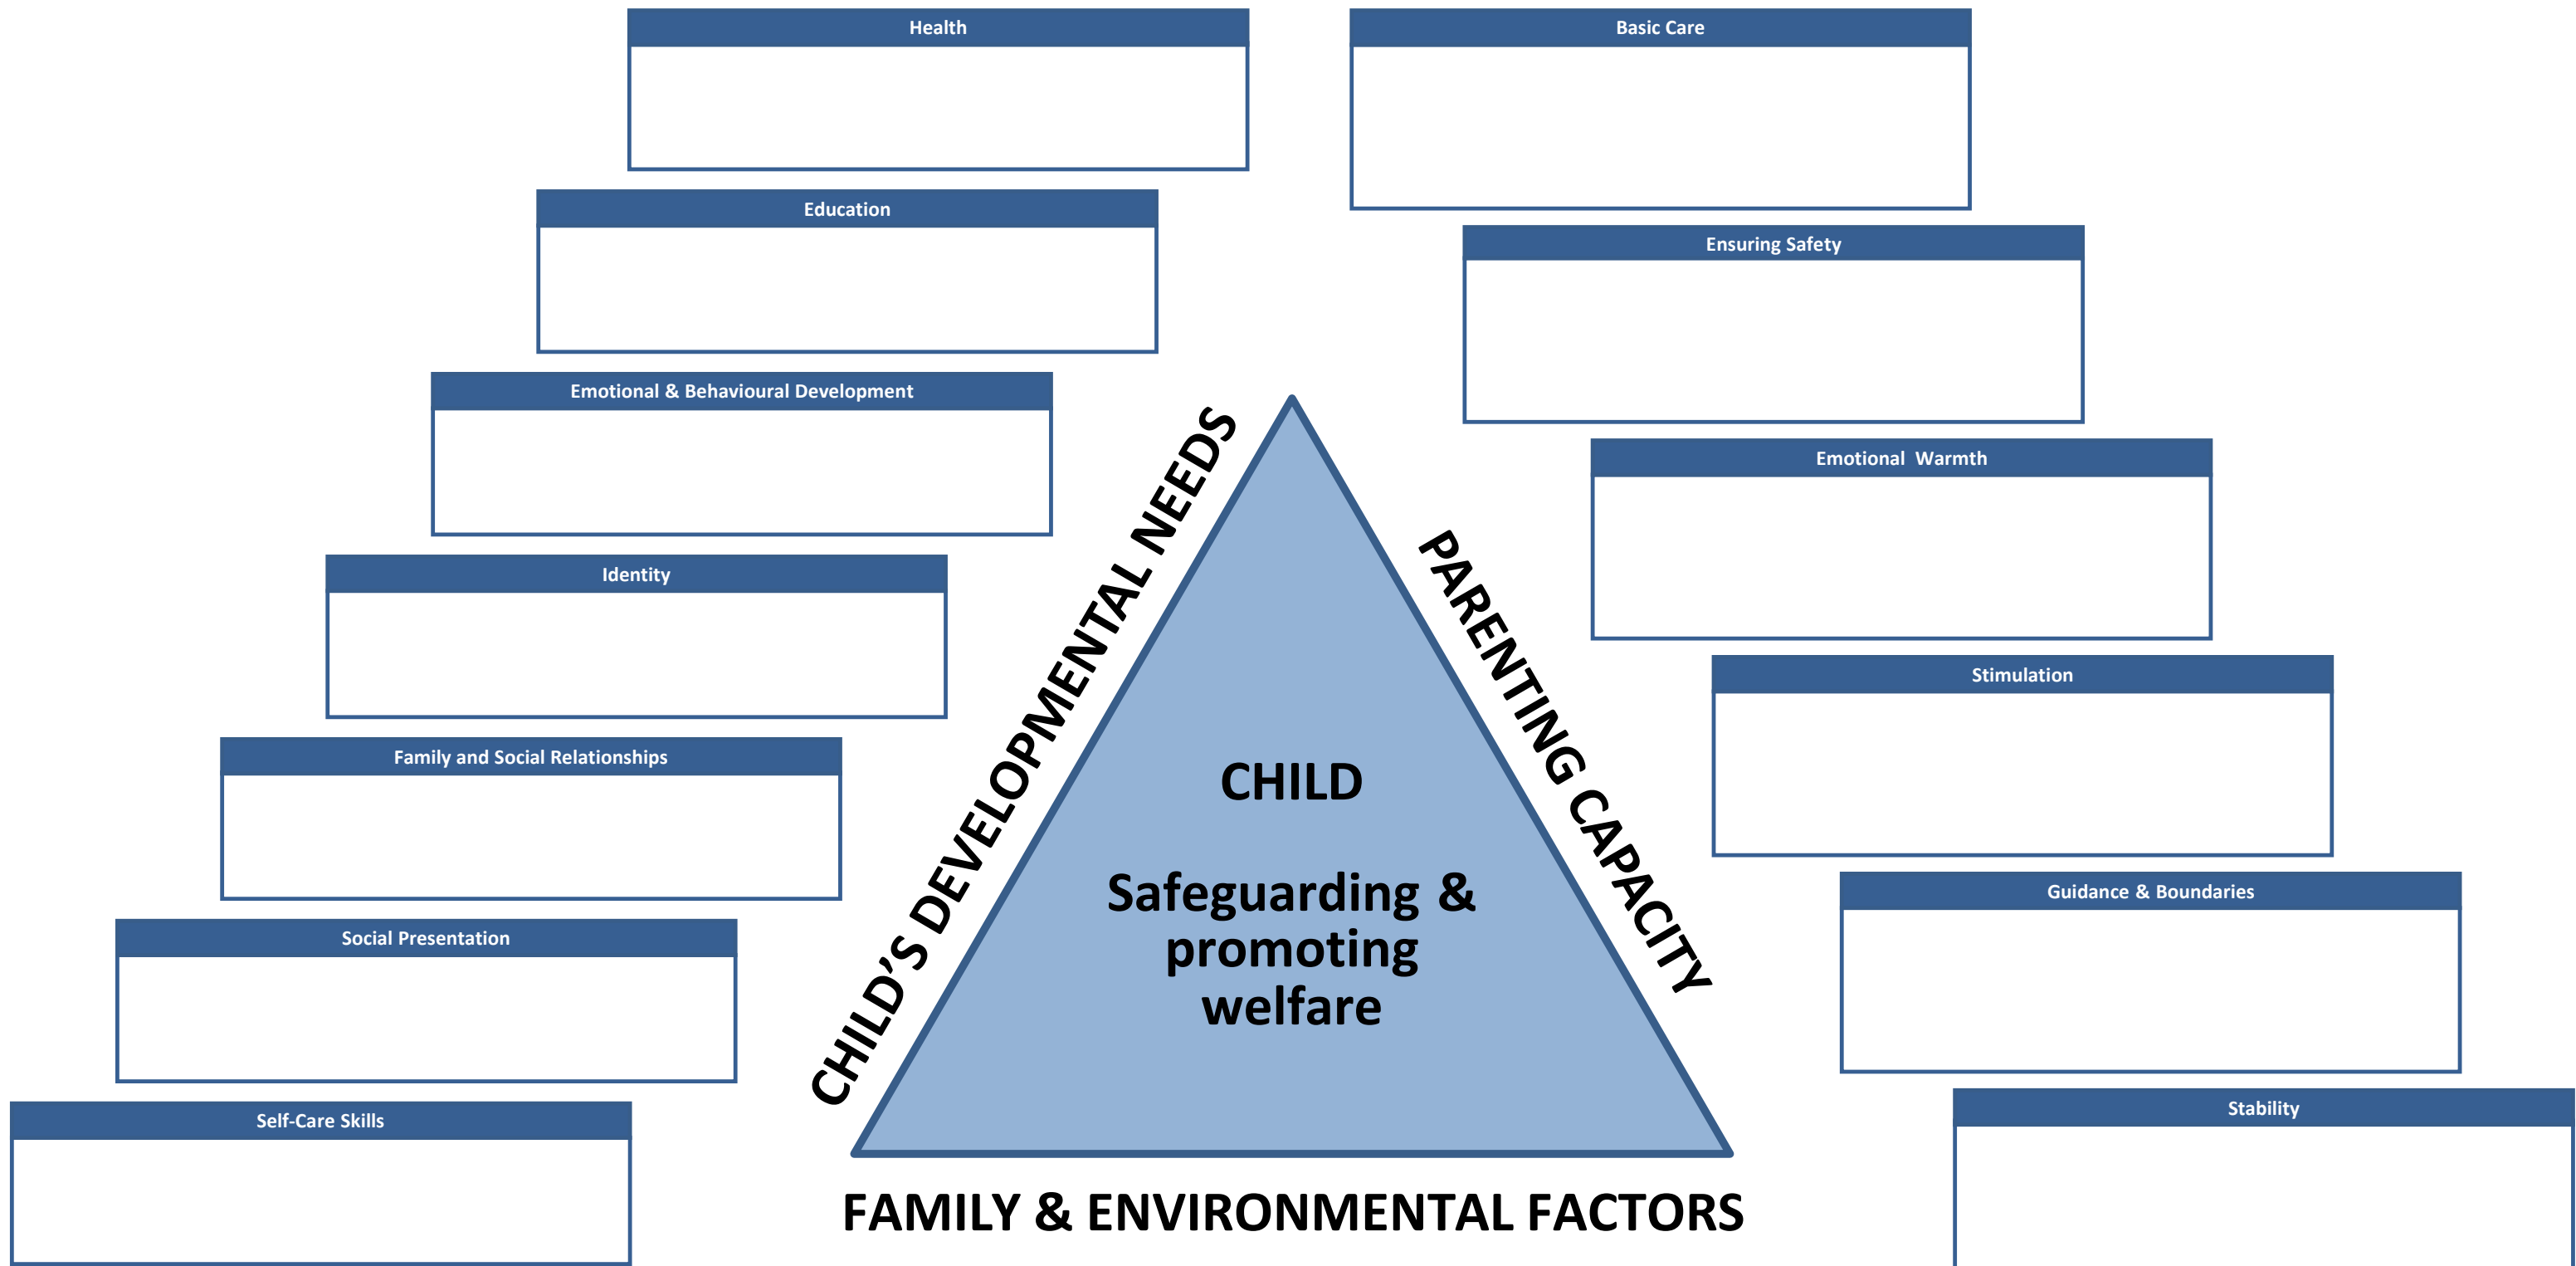 Health
Education
Emotional & Behavioural Development
Identity
Family and Social Relationships
Social Presentation
Self-Care Skills
Basic Care
Ensuring Safety
Emotional Warmth
Stimulation
Guidance & Boundaries
Stability
CHILD'S DEVELOPMENTAL NEEDS
PARENTING CAPACITY
CHILD
Safeguarding &
promoting
welfare
FAMILY & ENVIRONMENTAL FACTORS